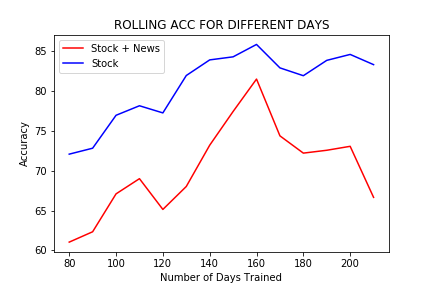 ROLLING ACC FOR DIFFERENT DAYS
Stock + News
Stock
Accuracy
85
80
75
70
65
60
80 100 120 140 160 180 200
Number of Days Trained